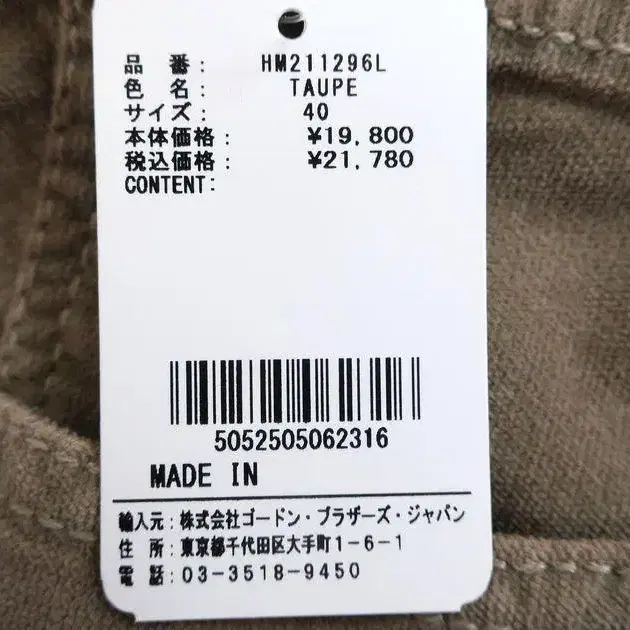 品 番: HM211296L
色 名: TAUPE
サイズ: 40
本体価格: ¥19,800
税込価格: ¥21,780
CONTENT:
5052505062316
MADE IN
輸入元:株式会社ゴードン・ブラザーズ・ジャパン
住 所:東京都千代田区大手町1-6-1
電 話:03-3518-9450